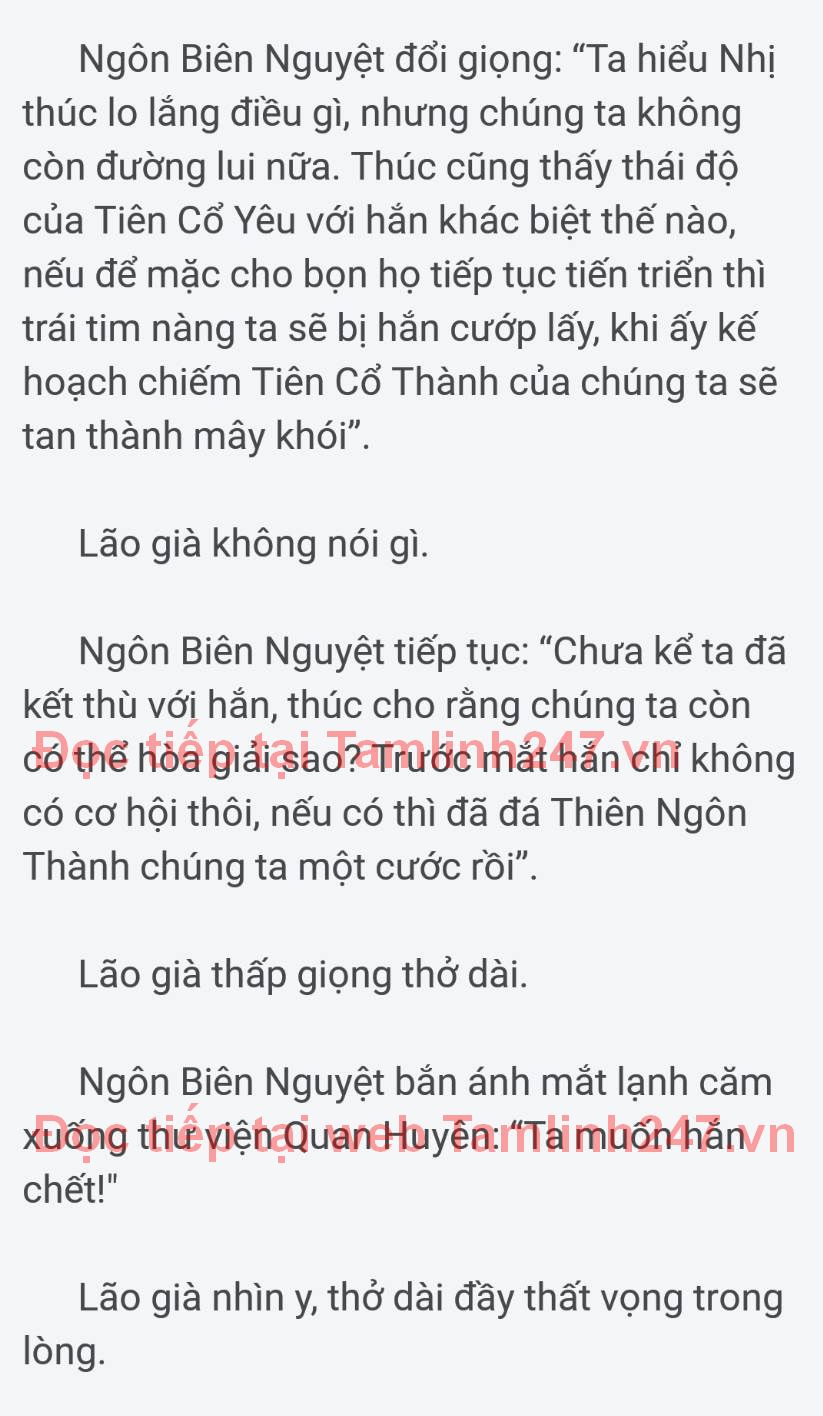 Ngôn Biên Nguyệt đổi giọng: “Ta hiểu Nhị
thúc lo lắng điều gì, nhưng chúng ta không
còn đường lui nữa. Thúc cũng thấy thái độ
của Tiên Cổ Yêu với hắn khác biệt thế nào,
nếu để mặc cho bọn họ tiếp tục tiến triển thì
trái tim nàng ta sẽ bị hắn cướp lấy, khi ấy kế
hoạch chiếm Tiên Cổ Thành của chúng ta sẽ
tan thành mây khói”.
Lão già không nói gì.
Ngôn Biên Nguyệt tiếp tục: “Chưa kể ta đã
kết thù với hắn, thúc cho rằng chúng ta còn
có thể hòa giải sao? Trước mắt hắn chỉ không
Đọc tiếp tại Tamlinh247.vn
có cơ hội thôi, nếu có thì đã đá Thiên Ngôn
Thành chúng ta một cước rồi”.
Lão già thấp giọng thở dài.
Ngôn Biên Nguyệt bắn ánh mắt lạnh căm
xuống thư viện Quan Huyên: “Ta muốn hắn
Đọc tiếp tại web Tamlinh247.vn
chết!"
Lão già nhìn y, thở dài đầy thất vọng trong
lòng.